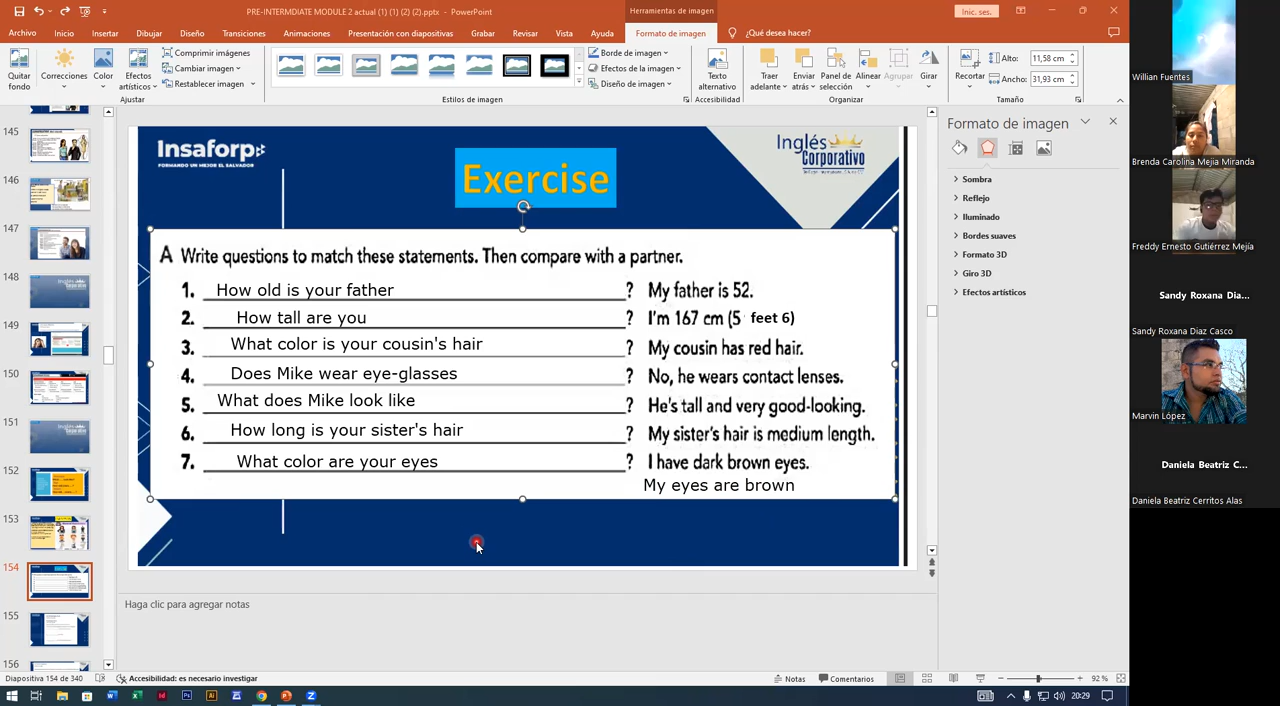 PRE-INTERMDIATE MODULE 2 actual (1) (1) (2) (2).pptx - PowerPoint
Herramientas de imagen
Inic. ses.
Archivo Inicio Insertar Dibujar Diseño Transiciones Animaciones Presentación con diapositivas Grabar Revisar Vista Ayuda Formato de imagen ¿Qué desea hacer?
Quitar fondo
Correcciones
Color
Efectos artísticos
Comprimir imágenes
Cambiar imagen
Restablecer imagen
Borde de imagen
Efectos de la imagen
Diseño de imagen
Texto alternativo
Traer adelante
Enviar atrás
Panel de selección
Alinear
Agrupar
Girar
Recortar
Alto: 11,58 cm
Ancho: 31,93 cm
Ajustar
Estilos de imagen
Accesibilidad
Organizar
Tamaño
145
146
147
148
149
150
151
152
153
154
155
156
Insaforp
FORMANDO UN MEJOR EL SALVADOR
Inglés
Corporativo
Exercise
A Write questions to match these statements. Then compare with a partner.
1. How old is your father ? My father is 52.
2. How tall are you ? I'm 167 cm (5 feet 6)
3. What color is your cousin's hair ? My cousin has red hair.
4. Does Mike wear eye-glasses ? No, he wears contact lenses.
5. What does Mike look like ? He's tall and very good-looking.
6. How long is your sister's hair ? My sister's hair is medium length.
7. What color are your eyes ? I have dark brown eyes.
My eyes are brown
Haga clic para agregar notas
Formato de imagen
Sombra
Reflejo
Iluminado
Bordes suaves
Formato 3D
Giro 3D
Efectos artísticos
Willian Fuentes
Brenda Carolina Mejia Miranda
Freddy Ernesto Gutiérrez Mejía
Sandy Roxana Dia...
Sandy Roxana Diaz Casco
Marvin López
Daniela Beatriz C...
Daniela Beatriz Cerritos Alas
Diapositiva 154 de 340
Accesibilidad: es necesario investigar
Notas
Comentarios
92 %
20:29